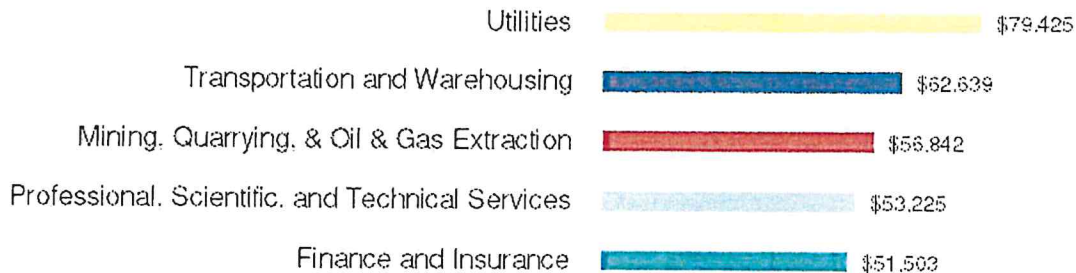 Utilities $79,425
Transportation and Warehousing $62,639
Mining, Quarrying, & Oil & Gas Extraction $56,842
Professional, Scientific, and Technical Services $53,225
Finance and Insurance $51,503